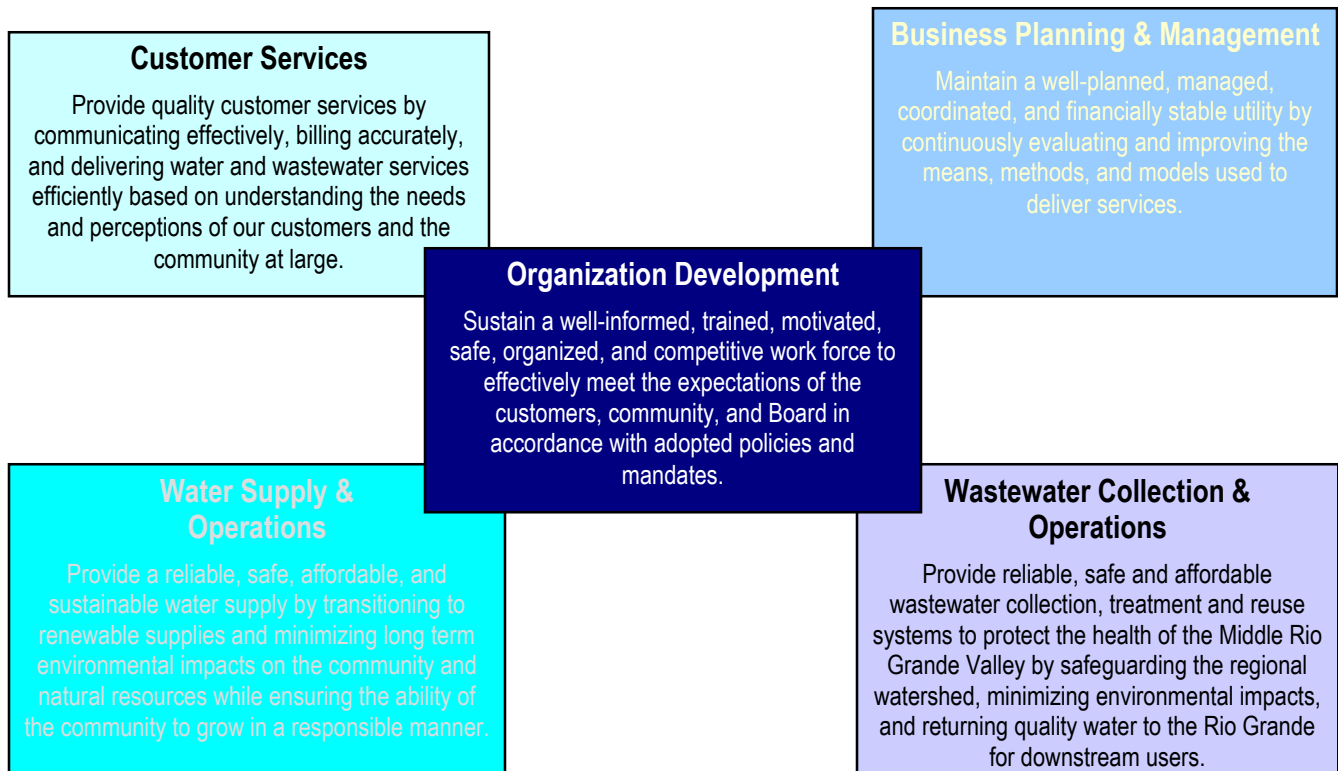 Customer Services
Provide quality customer services by
communicating effectively, billing accurately,
and delivering water and wastewater services
efficiently based on understanding the needs
and perceptions of our customers and the
community at large.
Business Planning & Management
Maintain a well-planned, managed,
coordinated, and financially stable utility by
continuously evaluating and improving the
means, methods, and models used to
deliver services.
Organization Development
Sustain a well-informed, trained, motivated,
safe, organized, and competitive work force to
effectively meet the expectations of the
customers, community, and Board in
accordance with adopted policies and
mandates.
Water Supply &
Operations
Provide a reliable, safe, affordable, and
sustainable water supply by transitioning to
renewable supplies and minimizing long term
environmental impacts on the community and
natural resources while ensuring the ability of
the community to grow in a responsible manner.
Wastewater Collection &
Operations
Provide reliable, safe and affordable
wastewater collection, treatment and reuse
systems to protect the health of the Middle Rio
Grande Valley by safeguarding the regional
watershed, minimizing environmental impacts,
and returning quality water to the Rio Grande
for downstream users.